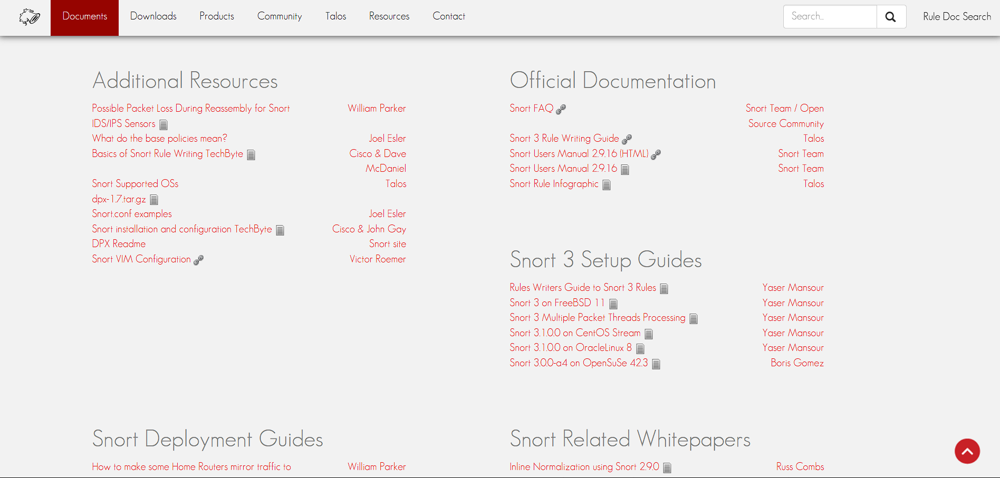 Documents Downloads Products Community Talos Resources Contact Search... Rule Doc Search
Additional Resources
Possible Packet Loss During Reassembly for Snort William Parker
IDS/IPS Sensors
What do the base policies mean? Joel Esler
Basics of Snort Rule Writing TechByte Cisco & Dave
McDaniel
Snort Supported OSs Talos
dpx-1.7.tar.gz
Snort.conf examples Joel Esler
Snort installation and configuration TechByte Cisco & John Gay
DPX Readme Snort site
Snort VIM Configuration Victor Roemer
Official Documentation
Snort FAQ Snort Team / Open
Source Community
Snort 3 Rule Writing Guide Talos
Snort Users Manual 2.9.16 (HTML) Snort Team
Snort Users Manual 2.9.16 Snort Team
Snort Rule Infographic Talos
Snort 3 Setup Guides
Rules Writers Guide to Snort 3 Rules Yaser Mansour
Snort 3 on FreeBSD 11 Yaser Mansour
Snort 3 Multiple Packet Threads Processing Yaser Mansour
Snort 3.1.0.0 on CentOS Stream Yaser Mansour
Snort 3.1.0.0 on OracleLinux 8 Yaser Mansour
Snort 3.0.0-a4 on OpenSuSe 42.3 Boris Gomez
Snort Deployment Guides
How to make some Home Routers mirror traffic to William Parker
Snort Related Whitepapers
Inline Normalization using Snort 2.9.0 Russ Combs